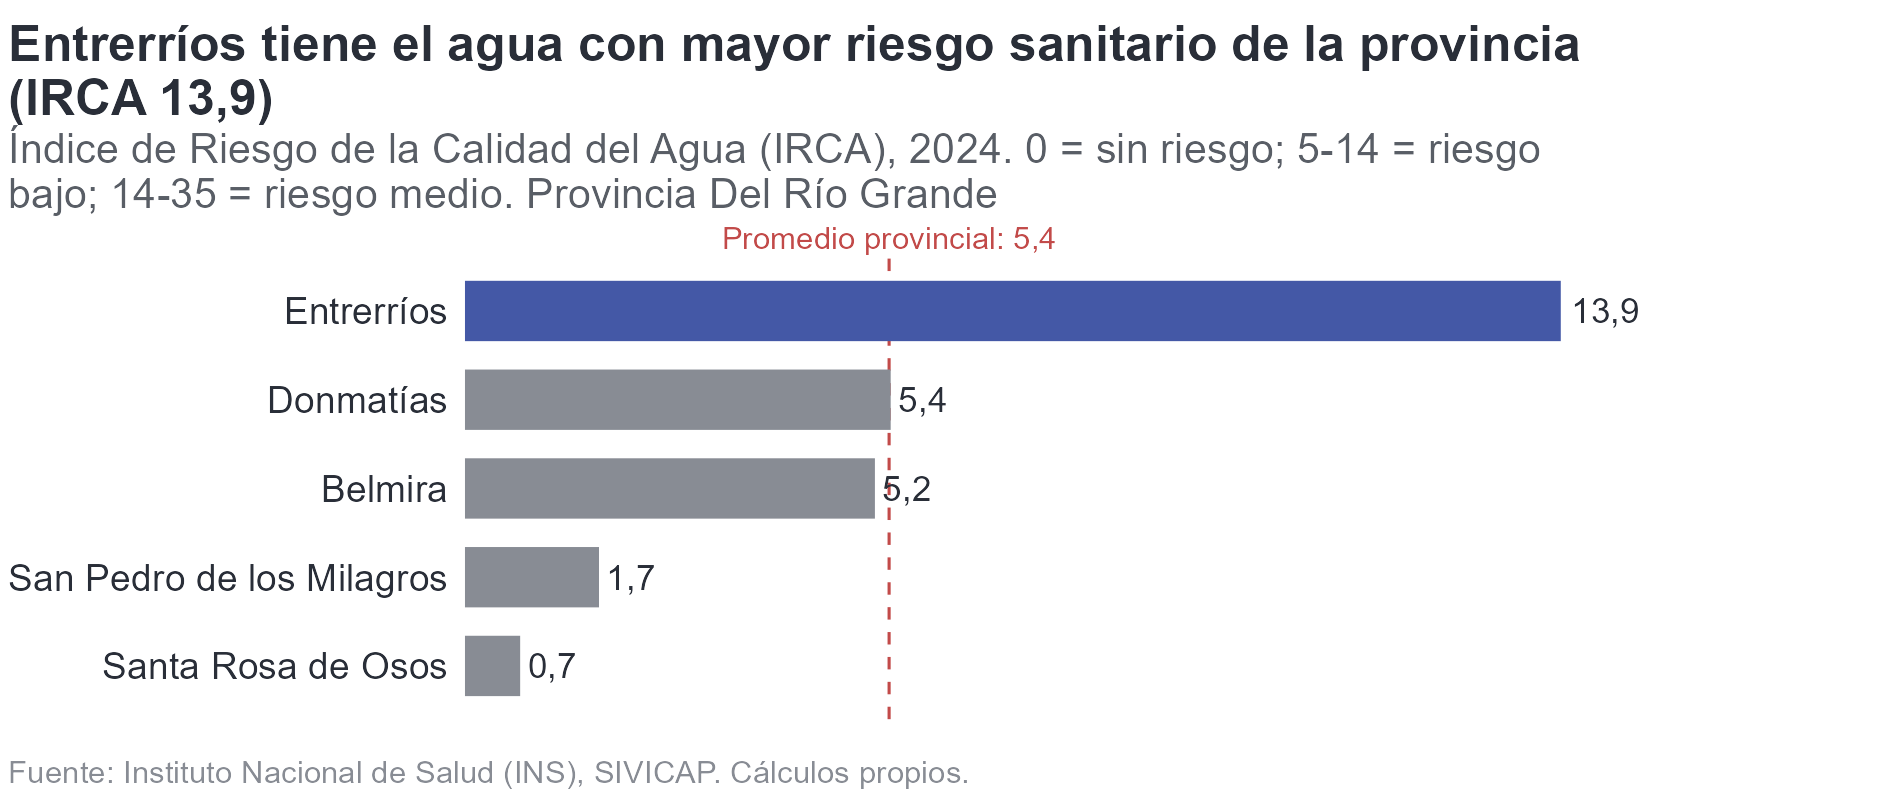 Entrerríos tiene el agua con mayor riesgo sanitario de la provincia
(IRCA 13,9)
Índice de Riesgo de la Calidad del Agua (IRCA), 2024. 0 = sin riesgo; 5-14 = riesgo
bajo; 14-35 = riesgo medio. Provincia Del Río Grande
Promedio provincial: 5,4
Entrerríos 13,9
Donmatías 5,4
Belmira 5,2
San Pedro de los Milagros 1,7
Santa Rosa de Osos 0,7
Fuente: Instituto Nacional de Salud (INS), SIVICAP. Cálculos propios.